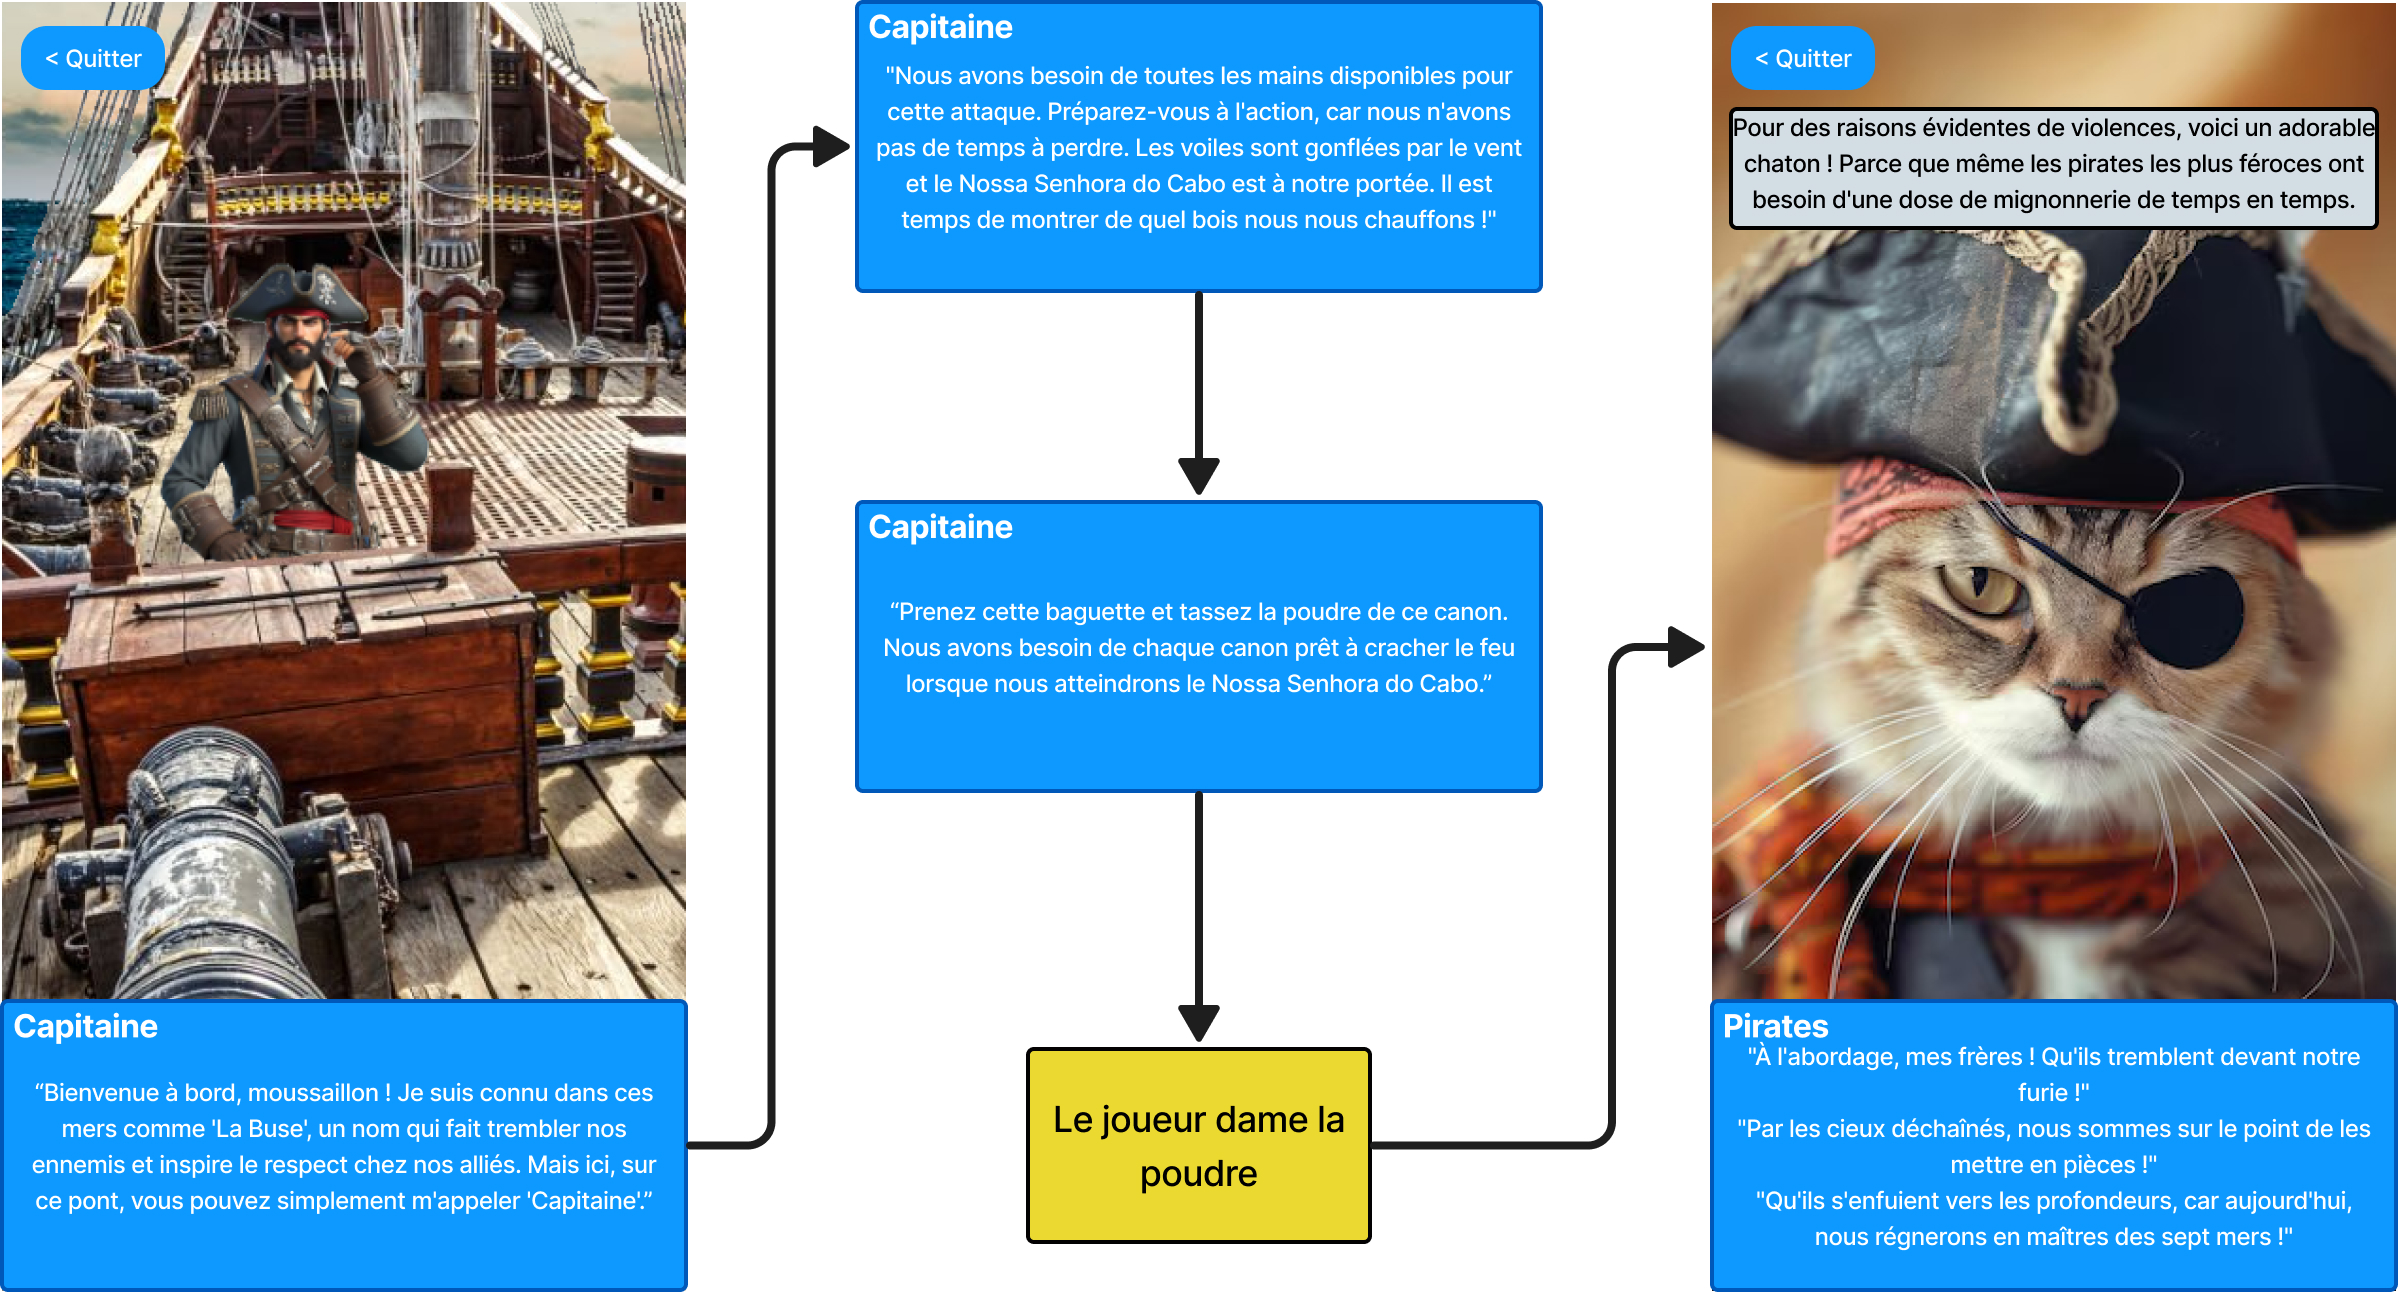 < Quitter
Capitaine
“Bienvenue à bord, moussaillon ! Je suis connu dans ces
mers comme 'La Buse', un nom qui fait trembler nos
ennemis et inspire le respect chez nos alliés. Mais ici, sur
ce pont, vous pouvez simplement m'appeler 'Capitaine'.”
Capitaine
"Nous avons besoin de toutes les mains disponibles pour
cette attaque. Préparez-vous à l'action, car nous n'avons
pas de temps à perdre. Les voiles sont gonflées par le vent
et le Nossa Senhora do Cabo est à notre portée. Il est
temps de montrer de quel bois nous nous chauffons !"
Capitaine
“Prenez cette baguette et tassez la poudre de ce canon.
Nous avons besoin de chaque canon prêt à cracher le feu
lorsque nous atteindrons le Nossa Senhora do Cabo.”
Le joueur dame la
poudre
< Quitter
Pour des raisons évidentes de violences, voici un adorable
chaton ! Parce que même les pirates les plus féroces ont
besoin d'une dose de mignonnerie de temps en temps.
Pirates
"À l'abordage, mes frères ! Qu'ils tremblent devant notre
furie !"
"Par les cieux déchaînés, nous sommes sur le point de les
mettre en pièces !"
"Qu'ils s'enfuient vers les profondeurs, car aujourd'hui,
nous régnerons en maîtres des sept mers !"